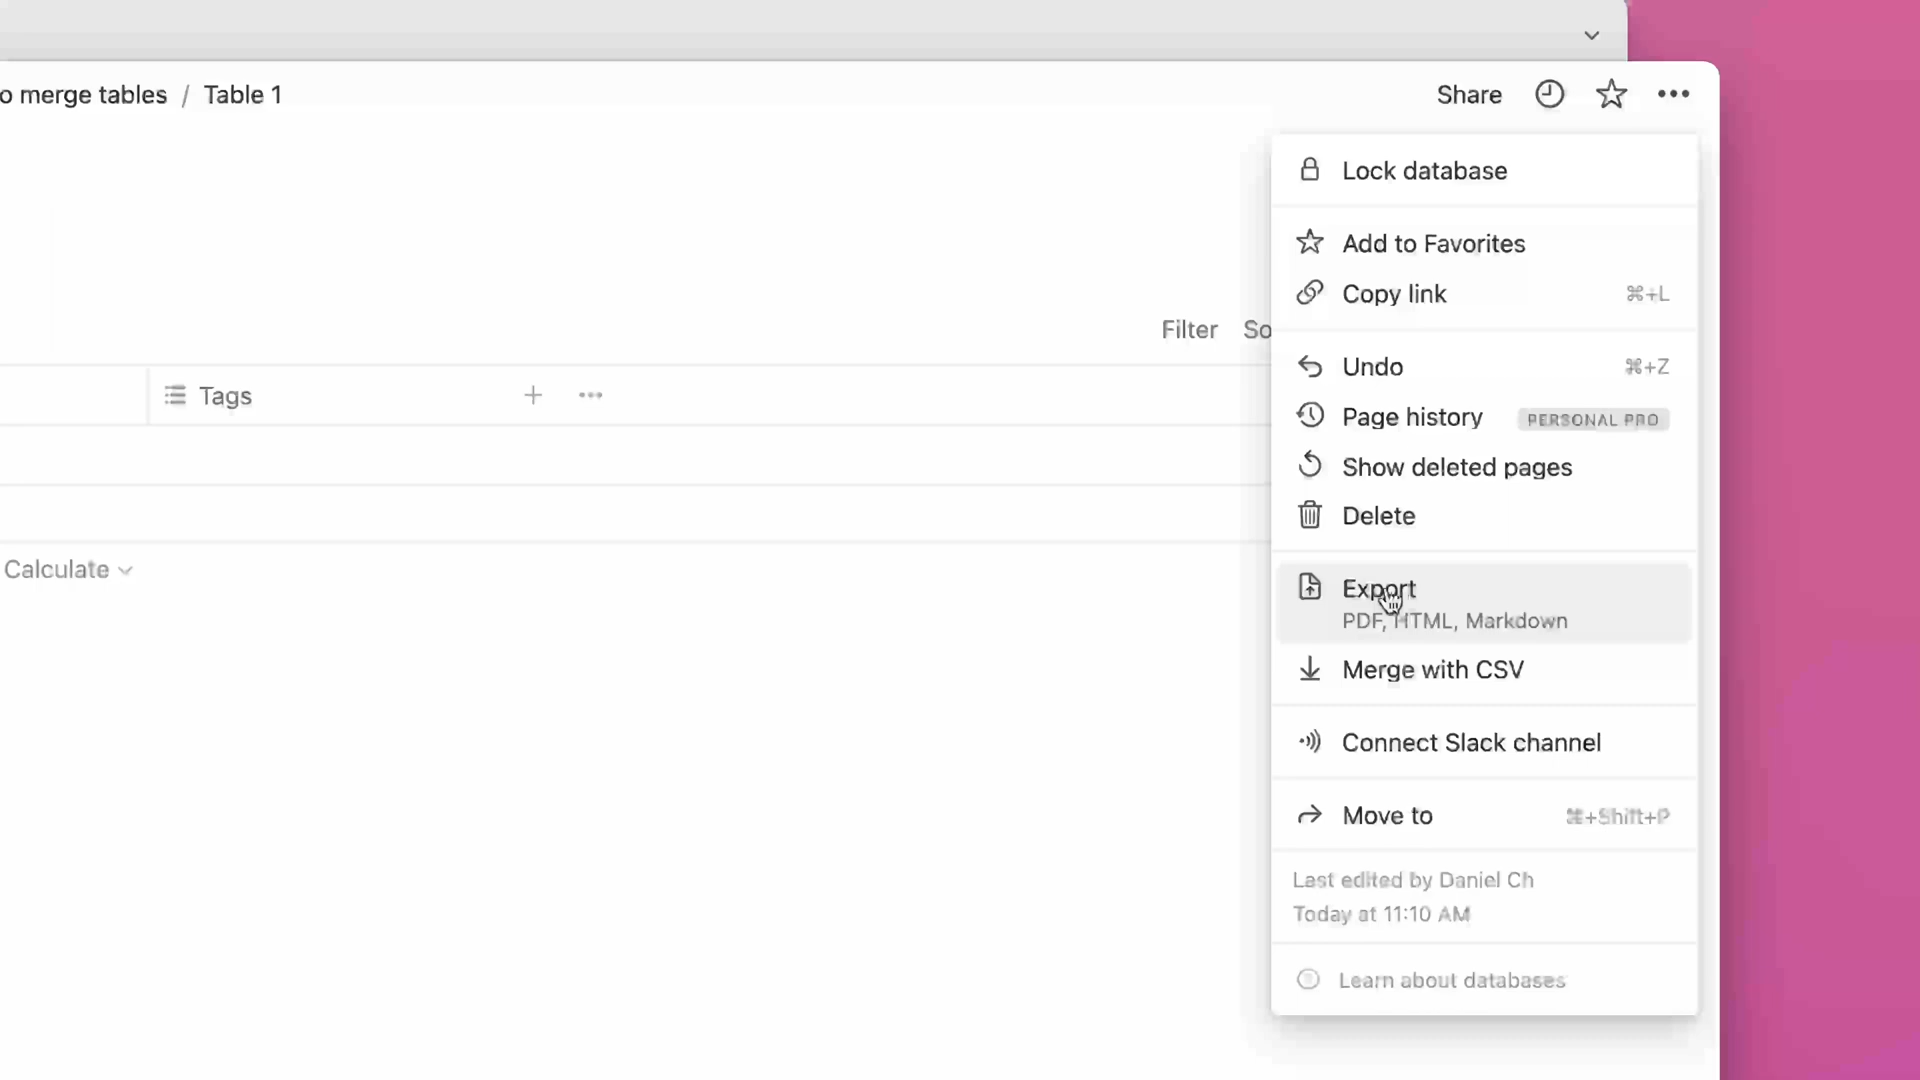 o merge tables / Table 1
Share
Lock database
Add to Favorites
Copy link ⌘+L
Filter So
Undo ⌘+Z
Tags
Page history PERSONAL PRO
Show deleted pages
Delete
Calculate
Export
PDF, HTML, Markdown
Merge with CSV
Connect Slack channel
Move to ⌘+Shift+P
Last edited by Daniel Ch
Today at 11:10 AM
Learn about databases